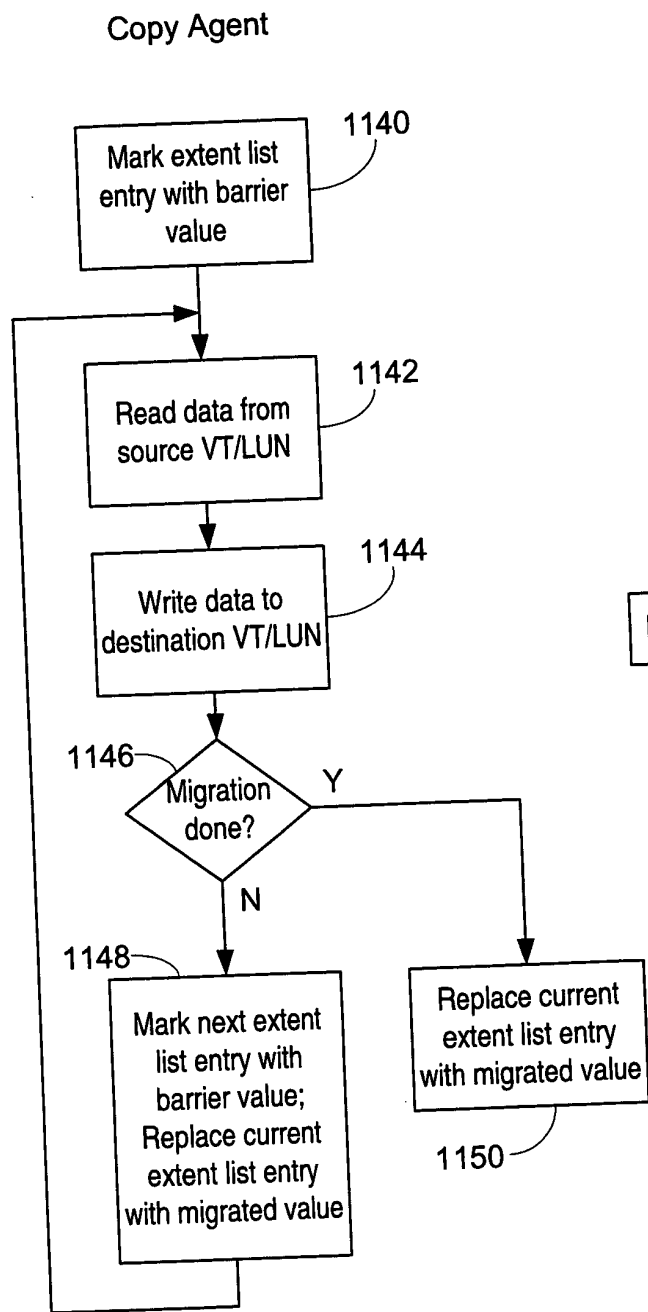 Copy Agent
1140
Mark extent list
entry with barrier
value
1142
Read data from
source VT/LUN
1144
Write data to
destination VT/LUN
1146
Migration
done?
Y
N
1148
Mark next extent
list entry with
barrier value;
Replace current
extent list entry
with migrated value
Replace current
extent list entry
with migrated value
1150